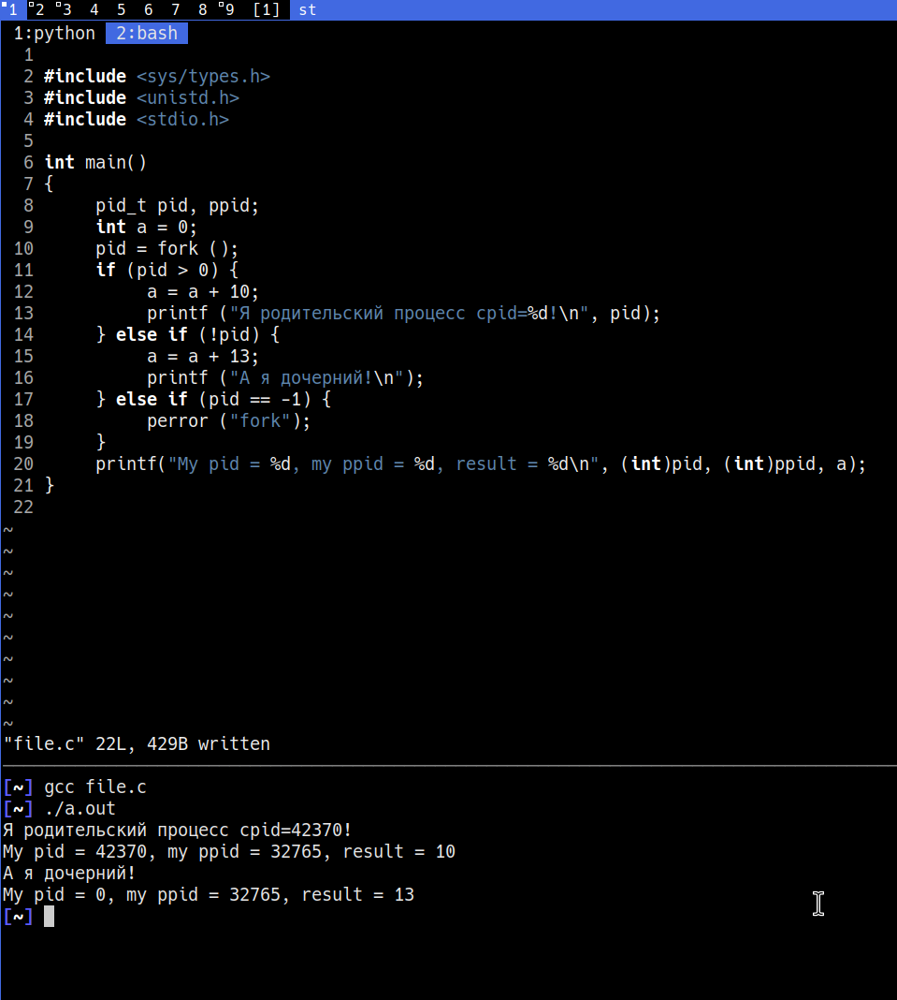 1 2 3 4 5 6 7 8 9 [1] st
1:python 2:bash
1
2 #include <sys/types.h>
3 #include <unistd.h>
4 #include <stdio.h>
5
6 int main()
7 {
8 pid_t pid, ppid;
9 int a = 0;
10 pid = fork ();
11 if (pid > 0) {
12 a = a + 10;
13 printf ("Я родительский процесс cpid=%d!\n", pid);
14 } else if (!pid) {
15 a = a + 13;
16 printf ("А я дочерний!\n");
17 } else if (pid == -1) {
18 perror ("fork");
19 }
20 printf("My pid = %d, my ppid = %d, result = %d\n", (int)pid, (int)ppid, a);
21 }
22
~
~
~
~
~
~
~
~
~
~
"file.c" 22L, 429B written
[~] gcc file.c
[~] ./a.out
Я родительский процесс cpid=42370!
My pid = 42370, my ppid = 32765, result = 10
А я дочерний!
My pid = 0, my ppid = 32765, result = 13
[~]